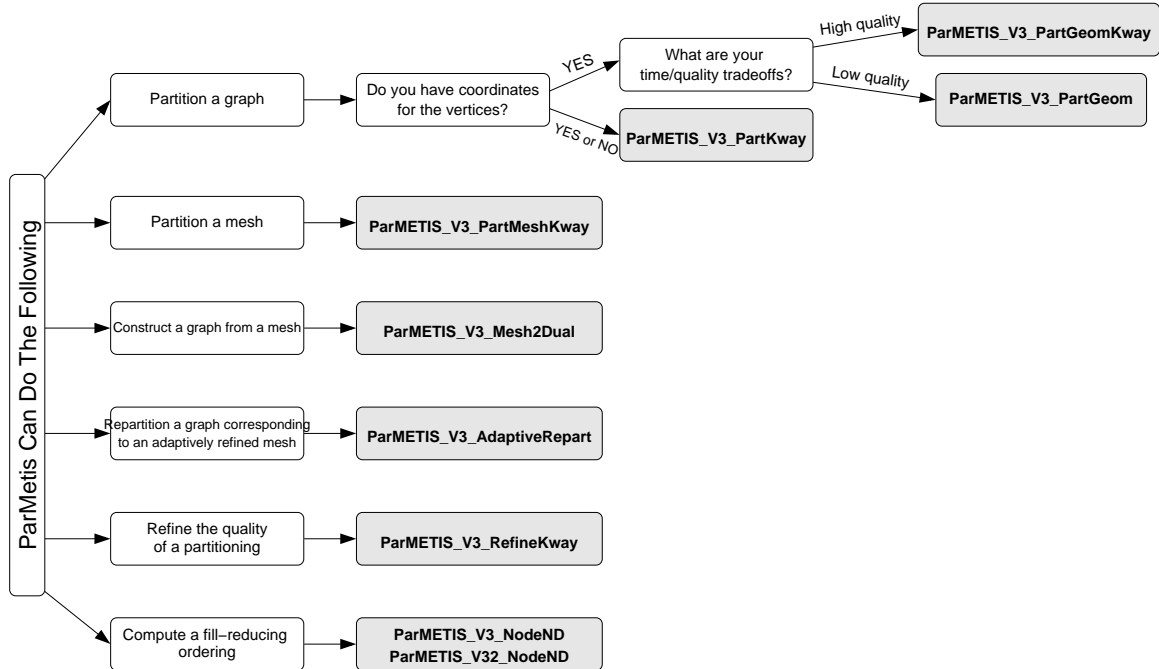 ParMetis Can Do The Following
Partition a graph
Do you have coordinates
for the vertices?
YES
What are your
time/quality tradeoffs?
High quality
ParMETIS_V3_PartGeomKway
Low quality
ParMETIS_V3_PartGeom
YES or NO
ParMETIS_V3_PartKway
Partition a mesh
ParMETIS_V3_PartMeshKway
Construct a graph from a mesh
ParMETIS_V3_Mesh2Dual
Repartition a graph corresponding
to an adaptively refined mesh
ParMETIS_V3_AdaptiveRepart
Refine the quality
of a partitioning
ParMETIS_V3_RefineKway
Compute a fill−reducing
ordering
ParMETIS_V3_NodeND
ParMETIS_V32_NodeND